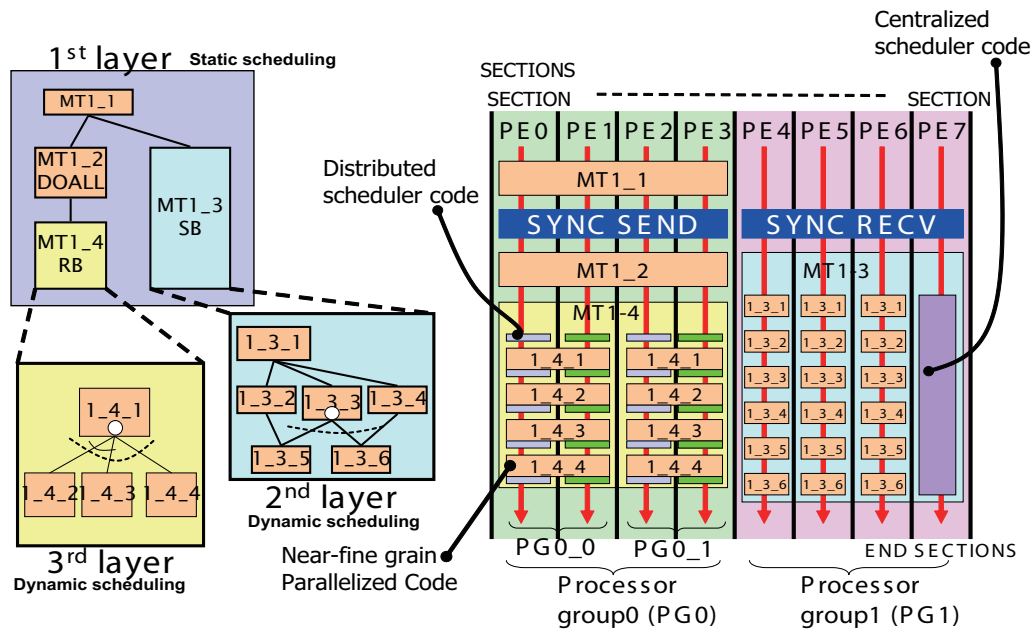 1st layer
Static scheduling
MT1_1
MT1_2
DOALL
MT1_3
SB
MT1_4
RB
1_4_1
1_4_2
1_4_3
1_4_4
3rd layer
Dynamic scheduling
1_3_1
1_3_2
1_3_3
1_3_4
1_3_5
1_3_6
2nd layer
Dynamic scheduling
Distributed
scheduler code
Near-fine grain
Parallelized Code
Centralized
scheduler code
SECTIONS
SECTION
SECTION
PE0 PE1 PE2 PE3 PE4 PE5 PE6 PE7
MT1_1
SYNC SEND
SYNC RECV
MT1_2
MT1-3
MT1-4
1_4_1 1_4_1
1_4_2 1_4_2
1_4_3 1_4_3
1_4_4 1_4_4
1_3_1 1_3_1 1_3_1
1_3_2 1_3_2 1_3_2
1_3_3 1_3_3 1_3_3
1_3_4 1_3_4 1_3_4
1_3_5 1_3_5 1_3_5
1_3_6 1_3_6 1_3_6
PG0_0
PG0_1
END SECTIONS
Processor
group0 (PG0)
Processor
group1 (PG1)